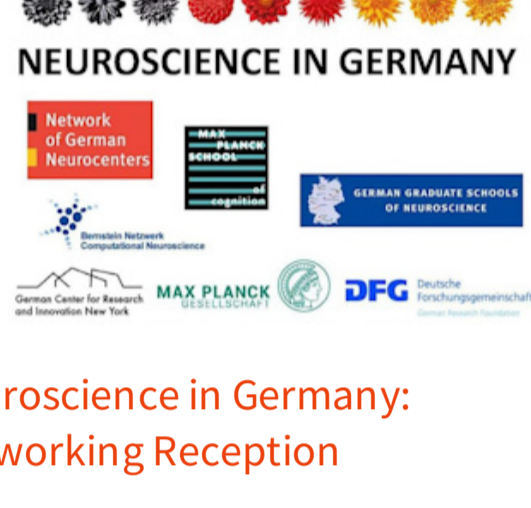 NEUROSCIENCE IN GERMANY
Network
of German
Neurocenters
MAX
PLANCK
SCHOOL
of
cognition
GERMAN GRADUATE SCHOOLS
OF NEUROSCIENCE
Bernstein Netzwerk
Computational Neuroscience
German Center for Research
and Innovation New York
MAX PLANCK
GESELLSCHAFT
DFG
Deutsche
Forschungsgemeinschaf
German Research Foundation
roscience in Germany:
working Reception